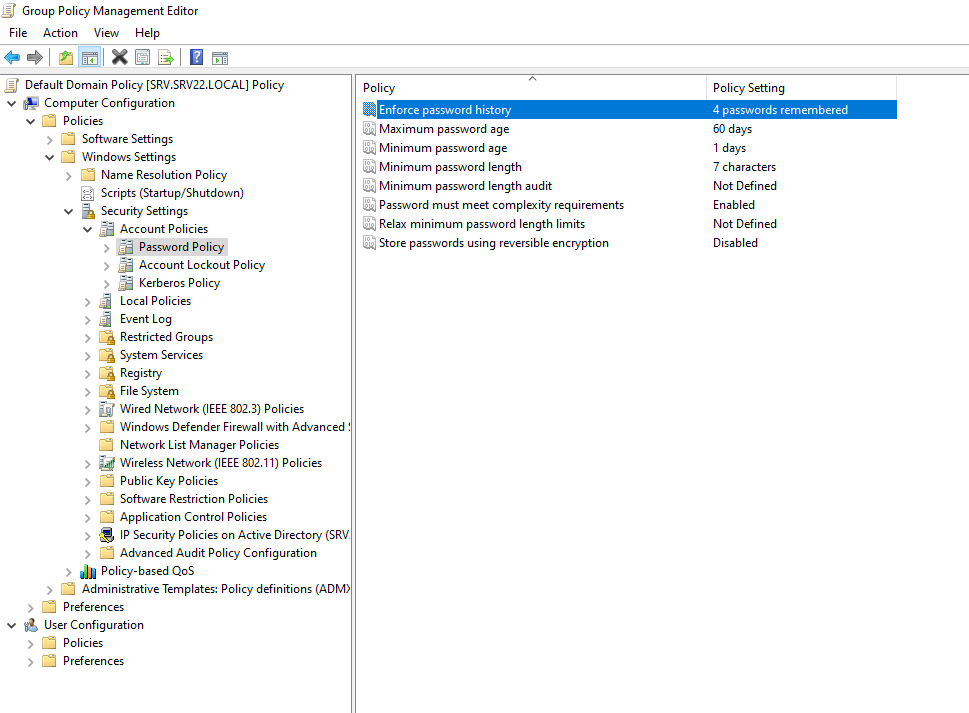 Group Policy Management Editor
File Action View Help
Default Domain Policy [SRV.SRV22.LOCAL] Policy
Computer Configuration
Policies
Software Settings
Windows Settings
Name Resolution Policy
Scripts (Startup/Shutdown)
Security Settings
Account Policies
Password Policy
Account Lockout Policy
Kerberos Policy
Local Policies
Event Log
Restricted Groups
System Services
Registry
File System
Wired Network (IEEE 802.3) Policies
Windows Defender Firewall with Advanced
Network List Manager Policies
Wireless Network (IEEE 802.11) Policies
Public Key Policies
Software Restriction Policies
Application Control Policies
IP Security Policies on Active Directory (SRV.
Advanced Audit Policy Configuration
Policy-based QoS
Administrative Templates: Policy definitions (ADMX
Preferences
User Configuration
Policies
Preferences
Policy Policy Setting
Enforce password history 4 passwords remembered
Maximum password age 60 days
Minimum password age 1 days
Minimum password length 7 characters
Minimum password length audit Not Defined
Password must meet complexity requirements Enabled
Relax minimum password length limits Not Defined
Store passwords using reversible encryption Disabled